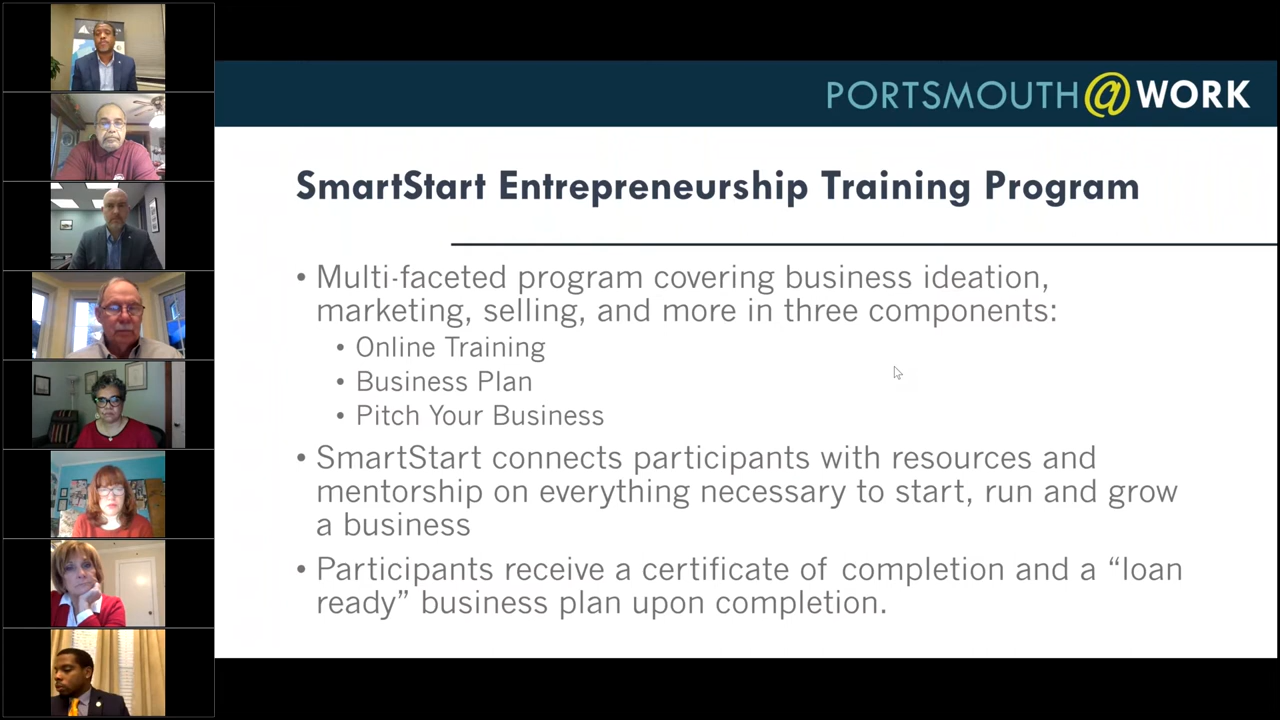 PORTSMOUTH@WORK
SmartStart Entrepreneurship Training Program
• Multi-faceted program covering business ideation,
marketing, selling, and more in three components:
• Online Training
• Business Plan
• Pitch Your Business
• SmartStart connects participants with resources and
mentorship on everything necessary to start, run and grow
a business
• Participants receive a certificate of completion and a “loan
ready” business plan upon completion.